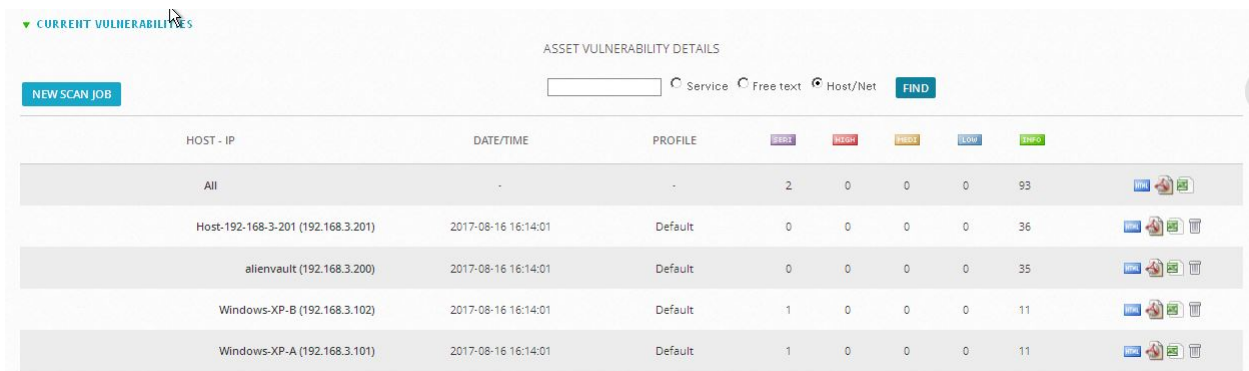 CURRENT VULNERABILITIES
ASSET VULNERABILITY DETAILS
NEW SCAN JOB Service Free text Host/Net FIND
HOST - IP DATE/TIME PROFILE SERI HIGH MEDI LOW INFO
All - - 2 0 0 0 93 HTML
Host-192-168-3-201 (192.168.3.201) 2017-08-16 16:14:01 Default 0 0 0 0 36 HTML
alienvault (192.168.3.200) 2017-08-16 16:14:01 Default 0 0 0 0 35 HTML
Windows-XP-B (192.168.3.102) 2017-08-16 16:14:01 Default 1 0 0 0 11 HTML
Windows-XP-A (192.168.3.101) 2017-08-16 16:14:01 Default 1 0 0 0 11 HTML